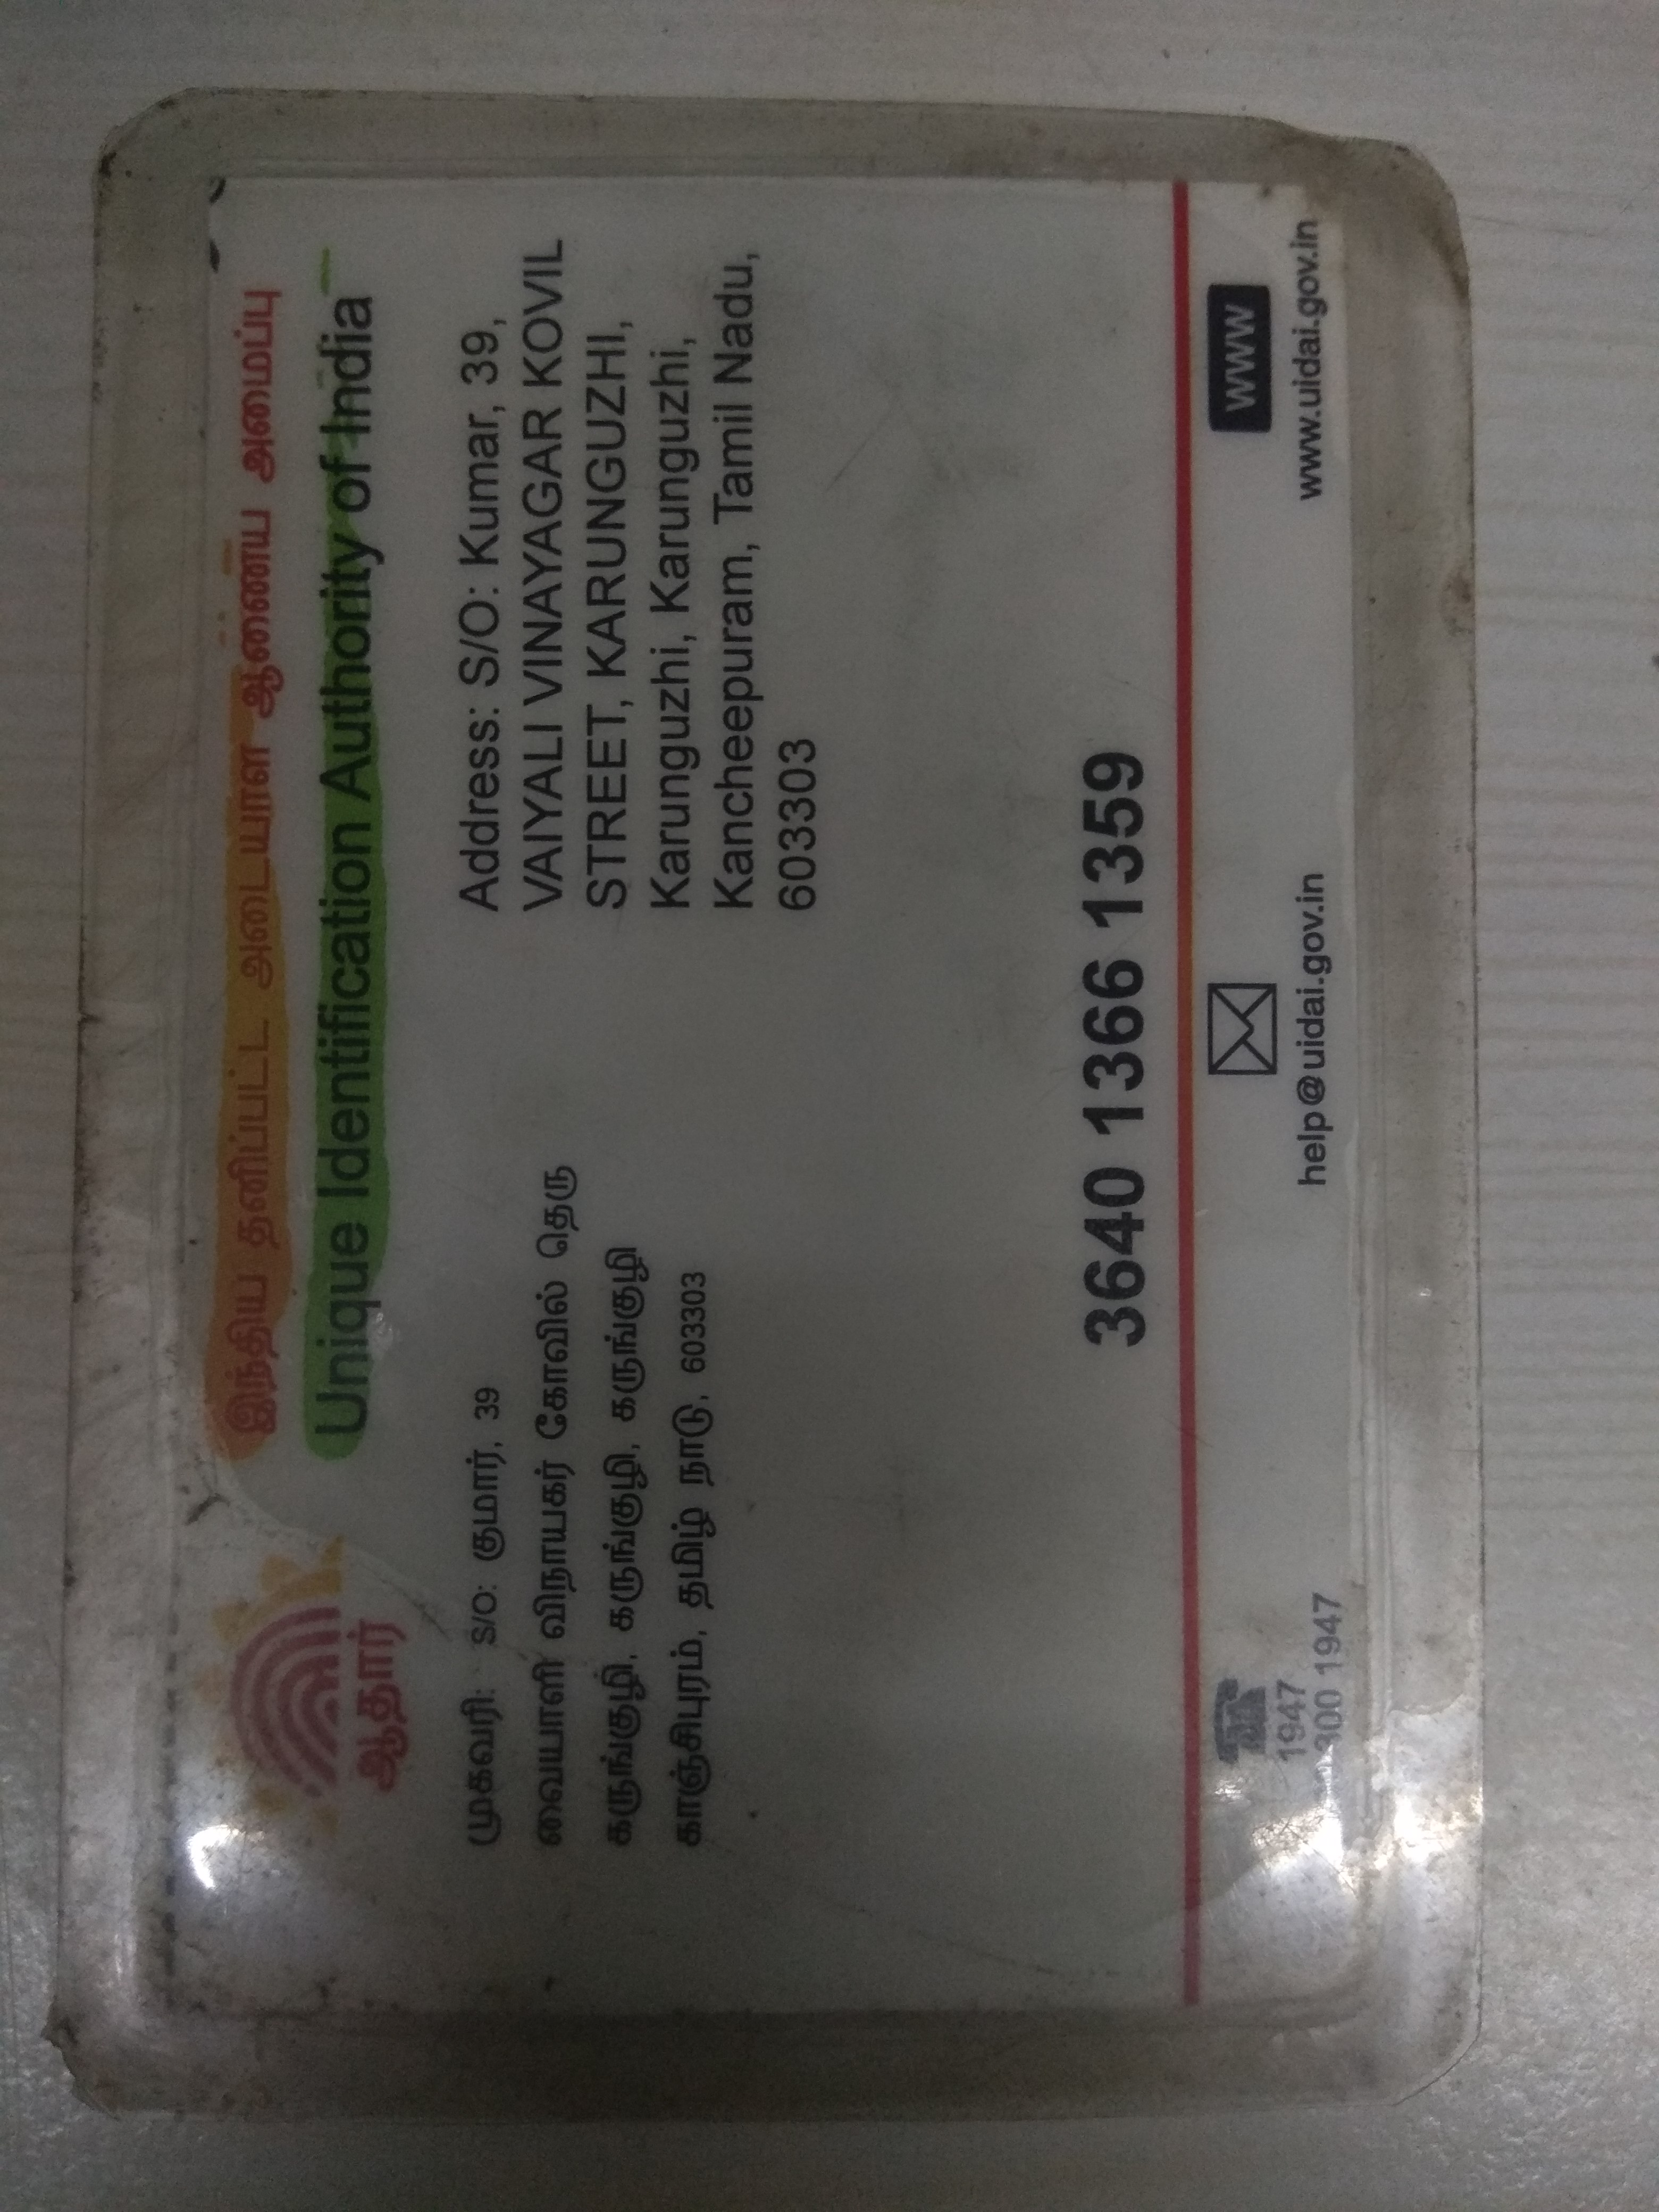 இந்திய தனிப்பட்ட அடையாள ஆணைய அமைப்பு
Unique Identification Authority of India
ஆதார்
முகவரி: S/O: குமார், 39
வையாளி விநாயகர் கோவில் தெரு
கருங்குழி, கருங்குழி, கருங்குழி
காஞ்சிபுரம், தமிழ் நாடு, 603303
Address: S/O: Kumar, 39,
VAIYALI VINAYAGAR KOVIL
STREET, KARUNGUZHI,
Karunguzhi, Karunguzhi,
Kancheepuram, Tamil Nadu,
603303
3640 1366 1359
1947
300 1947
help@uidai.gov.in
WWW
www.uidai.gov.in